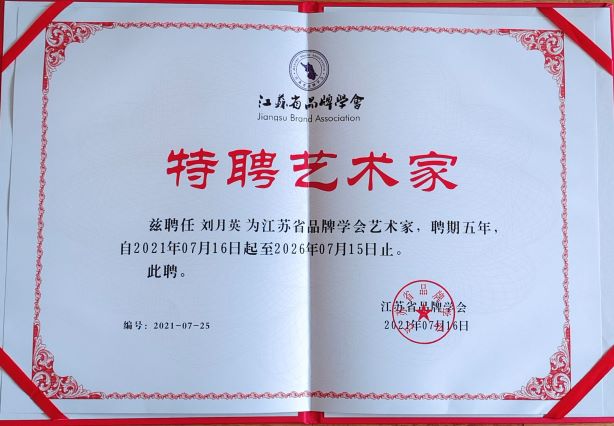 江苏省品牌学會
Jiangsu Brand Association
特聘艺术家
兹聘任 刘月英 为江苏省品牌学会艺术家，聘期五年，
自2021年07月16日起至2026年07月15日止。
此聘。
江苏省品牌学会
2021年07月16日
编号：2021-07-25